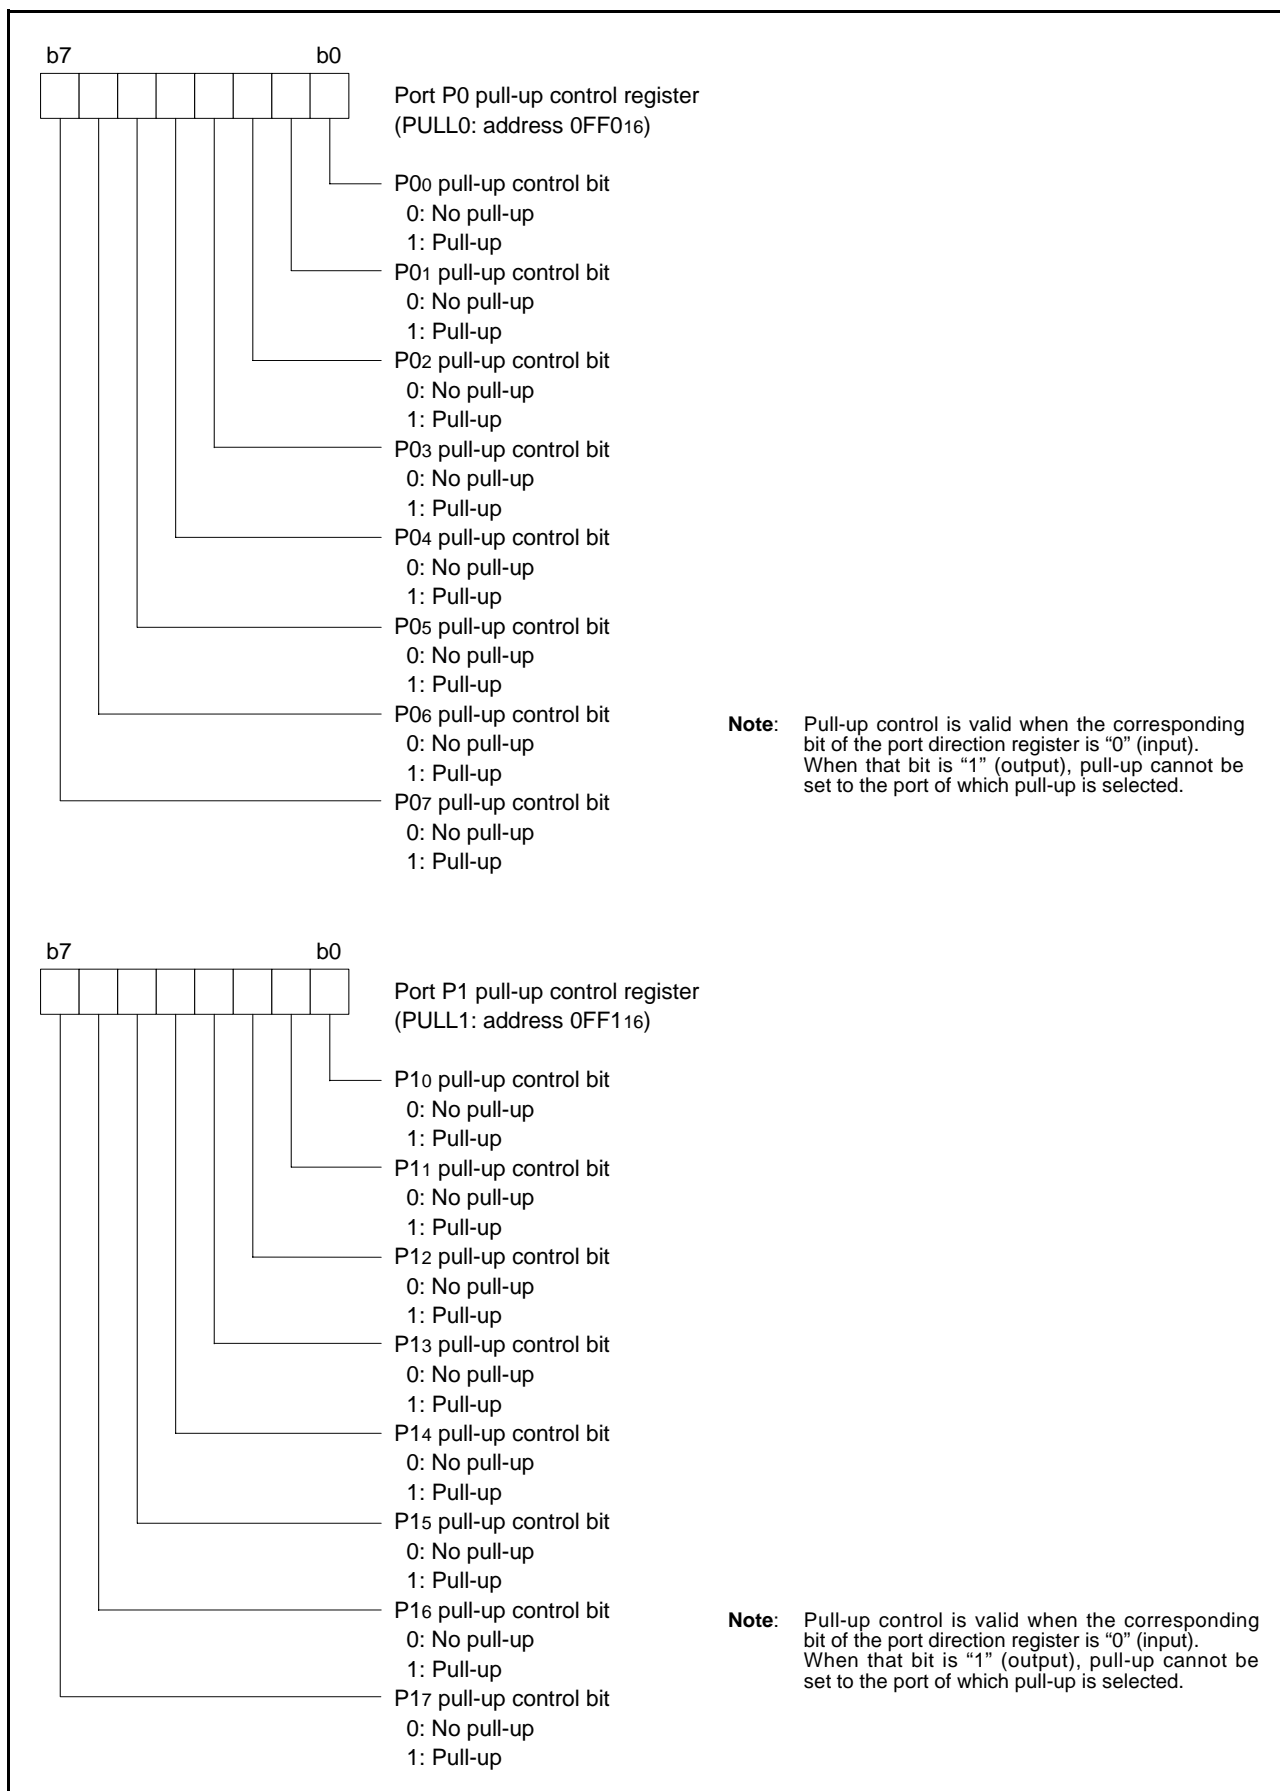 b7 b0
Port P0 pull-up control register
(PULL0: address 0FF016)
P00 pull-up control bit
0: No pull-up
1: Pull-up
P01 pull-up control bit
0: No pull-up
1: Pull-up
P02 pull-up control bit
0: No pull-up
1: Pull-up
P03 pull-up control bit
0: No pull-up
1: Pull-up
P04 pull-up control bit
0: No pull-up
1: Pull-up
P05 pull-up control bit
0: No pull-up
1: Pull-up
P06 pull-up control bit
0: No pull-up
1: Pull-up
P07 pull-up control bit
0: No pull-up
1: Pull-up
Note: Pull-up control is valid when the corresponding
bit of the port direction register is “0” (input).
When that bit is “1” (output), pull-up cannot be
set to the port of which pull-up is selected.
b7 b0
Port P1 pull-up control register
(PULL1: address 0FF116)
P10 pull-up control bit
0: No pull-up
1: Pull-up
P11 pull-up control bit
0: No pull-up
1: Pull-up
P12 pull-up control bit
0: No pull-up
1: Pull-up
P13 pull-up control bit
0: No pull-up
1: Pull-up
P14 pull-up control bit
0: No pull-up
1: Pull-up
P15 pull-up control bit
0: No pull-up
1: Pull-up
P16 pull-up control bit
0: No pull-up
1: Pull-up
P17 pull-up control bit
0: No pull-up
1: Pull-up
Note: Pull-up control is valid when the corresponding
bit of the port direction register is “0” (input).
When that bit is “1” (output), pull-up cannot be
set to the port of which pull-up is selected.